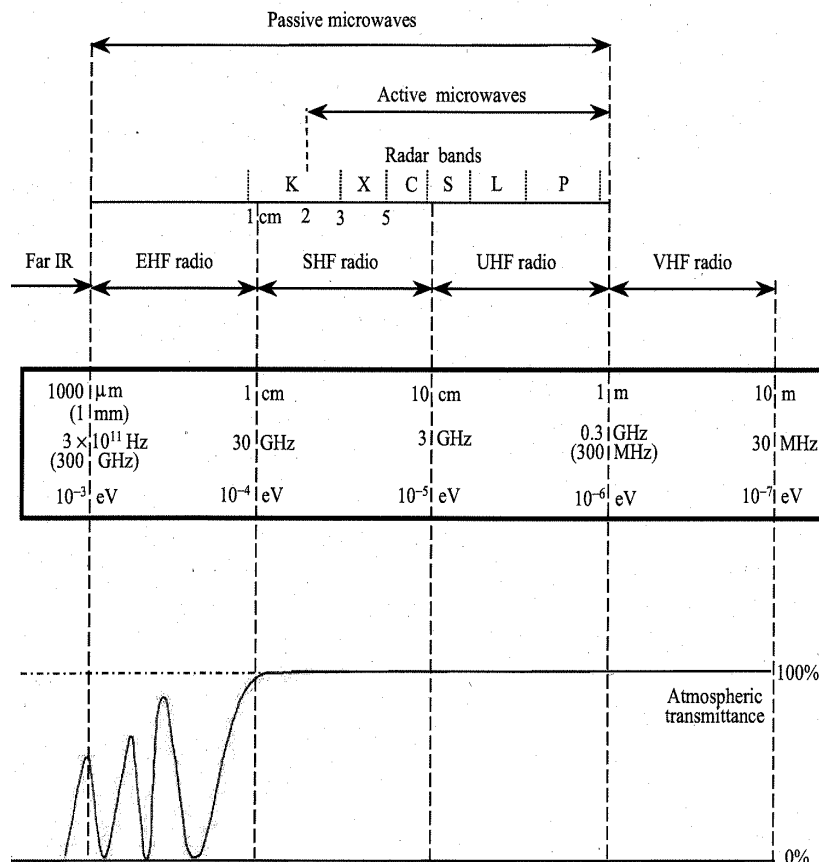 Passive microwaves
Active microwaves
Radar bands
K X C S L P
1 cm 2 3 5
Far IR EHF radio SHF radio UHF radio VHF radio
1000 μm 1 cm 10 cm 1 m 10 m
(1 mm)
3 × 10¹¹ Hz 30 GHz 3 GHz 0.3 GHz 30 MHz
(300 GHz) (300 MHz)
10⁻³ eV 10⁻⁴ eV 10⁻⁵ eV 10⁻⁶ eV 10⁻⁷ eV
100%
Atmospheric
transmittance
0%